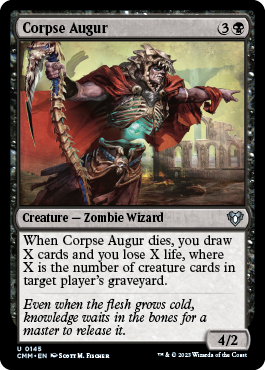 Corpse Augur 3
Creature — Zombie Wizard
When Corpse Augur dies, you draw
X cards and you lose X life, where
X is the number of creature cards in
target player's graveyard.
Even when the flesh grows cold,
knowledge waits in the bones for a
master to release it.
4/2
U 0145
CMM • EN Scott M. Fischer
™ & © 2023 Wizards of the Coast